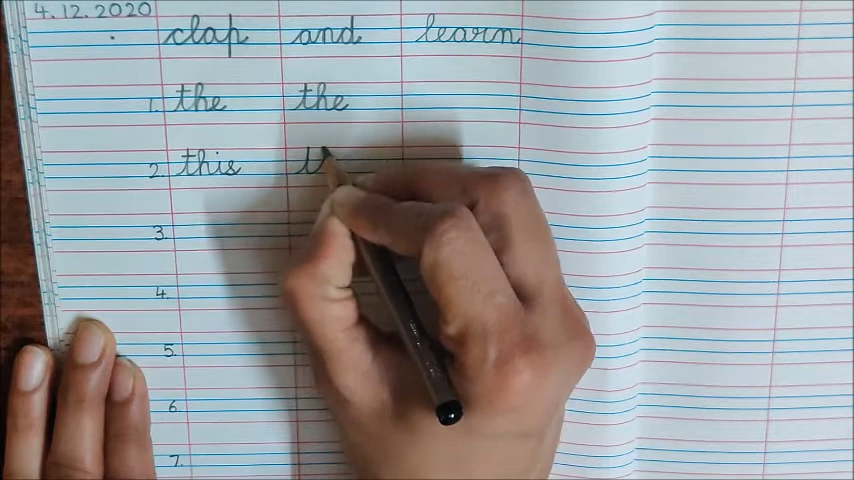 4.12.2020
clap and learn
1. the the
2. this
3.
4.
5.
6.
7.